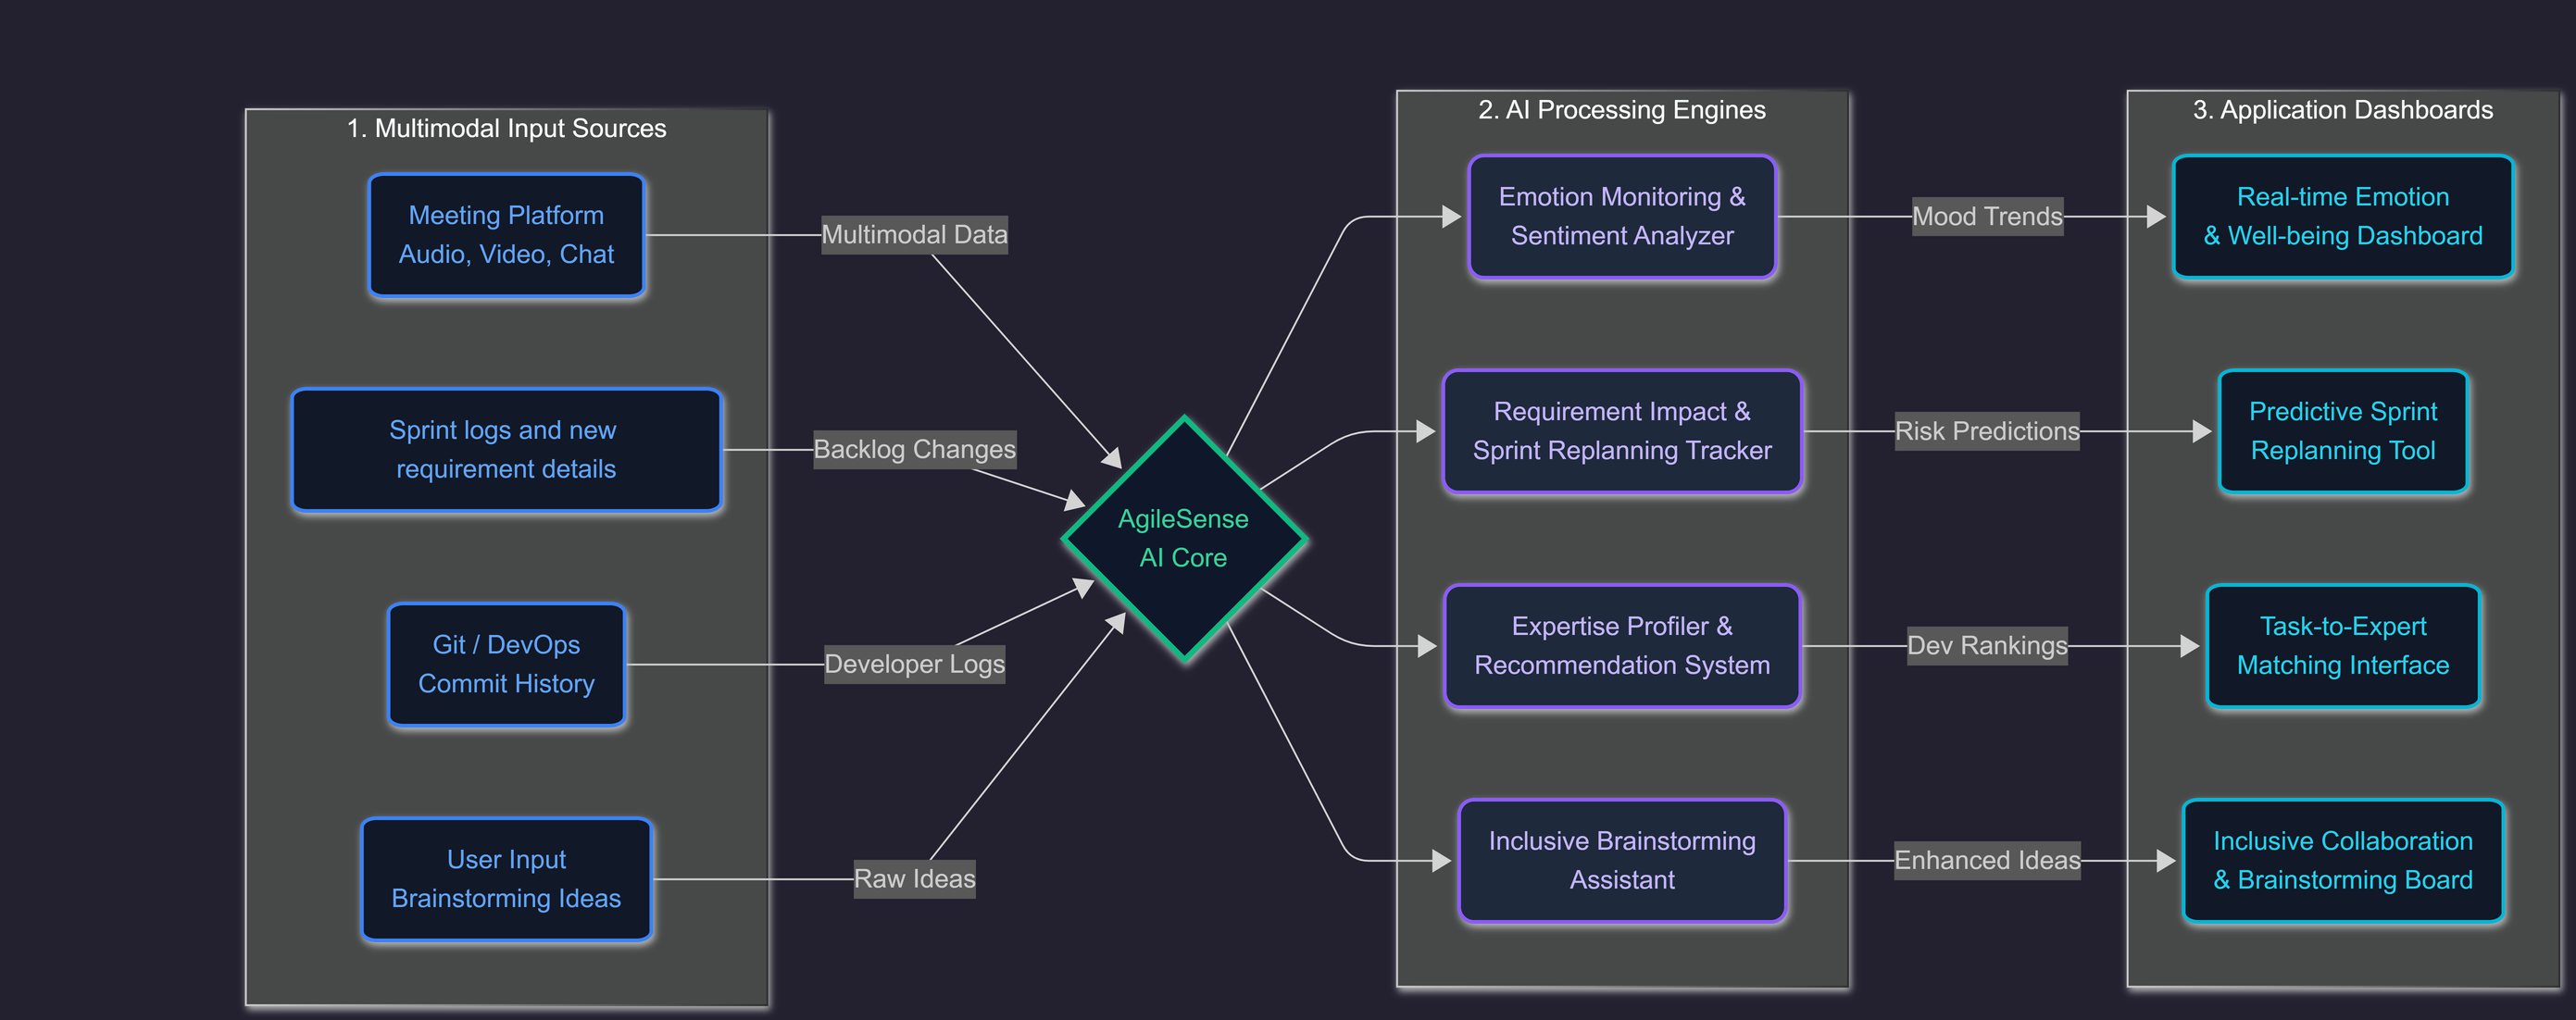 1. Multimodal Input Sources
Meeting Platform
Audio, Video, Chat
Sprint logs and new
requirement details
Git / DevOps
Commit History
User Input
Brainstorming Ideas
Multimodal Data
Backlog Changes
Developer Logs
Raw Ideas
AgileSense
AI Core
2. AI Processing Engines
Emotion Monitoring &
Sentiment Analyzer
Requirement Impact &
Sprint Replanning Tracker
Expertise Profiler &
Recommendation System
Inclusive Brainstorming
Assistant
Mood Trends
Risk Predictions
Dev Rankings
Enhanced Ideas
3. Application Dashboards
Real-time Emotion
& Well-being Dashboard
Predictive Sprint
Replanning Tool
Task-to-Expert
Matching Interface
Inclusive Collaboration
& Brainstorming Board